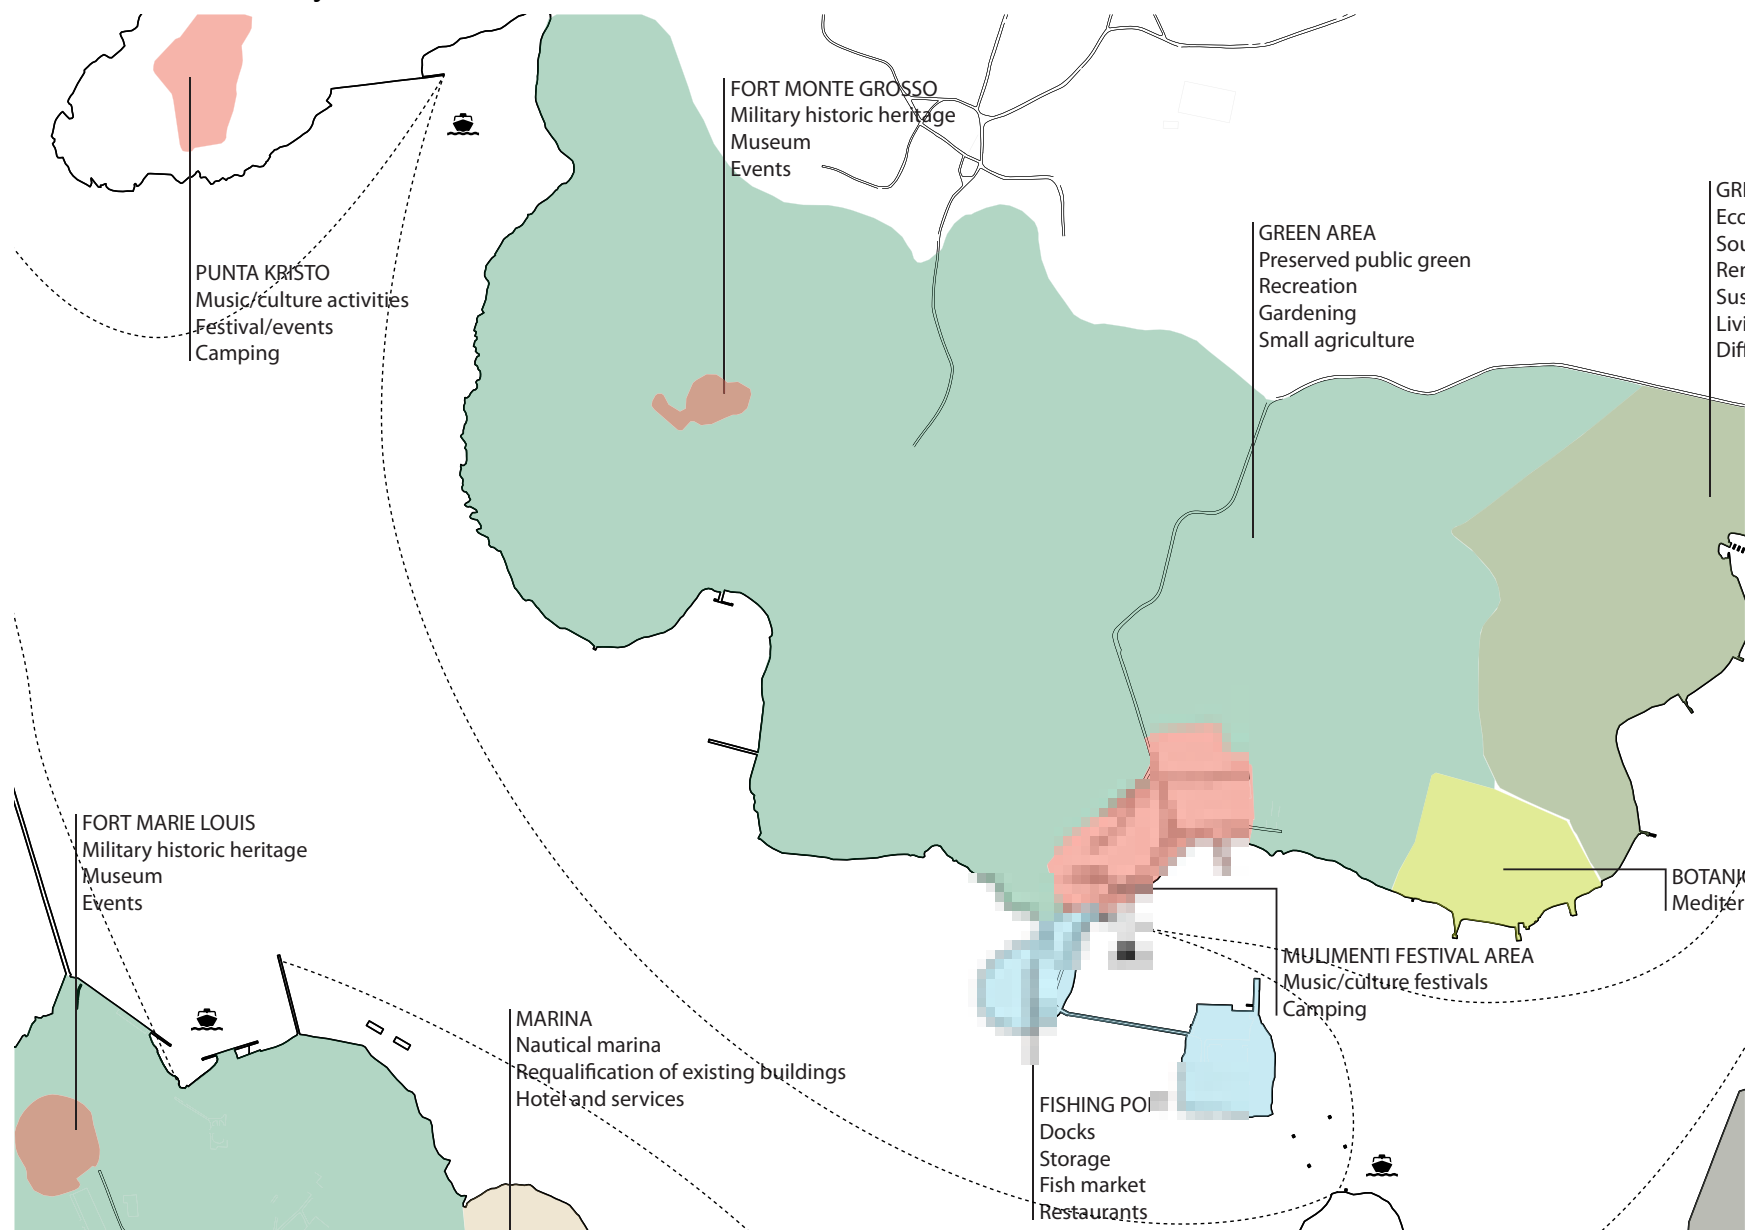 FORT MONTE GROSSO
Military historic heritage
Museum
Events
PUNTA KRISTO
Music/culture activities
Festival/events
Camping
GREEN AREA
Preserved public green
Recreation
Gardening
Small agriculture
FORT MARIE LOUIS
Military historic heritage
Museum
Events
MULIMENTI FESTIVAL AREA
Music/culture festivals
Camping
MARINA
Nautical marina
Requalification of existing buildings
Hotel and services
FISHING
Docks
Storage
Fish market
Restaurants